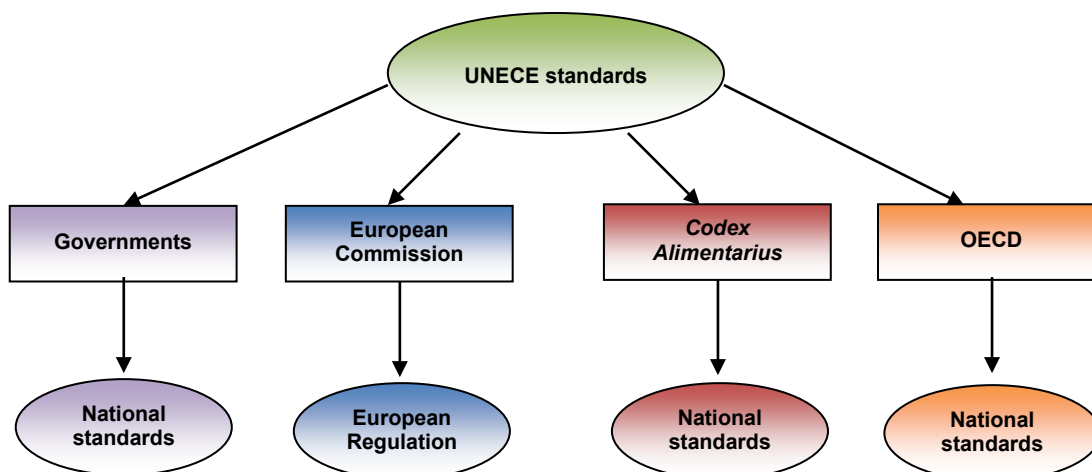 UNECE standards
Governments
European
Commission
Codex
Alimentarius
OECD
National
standards
European
Regulation
National
standards
National
standards